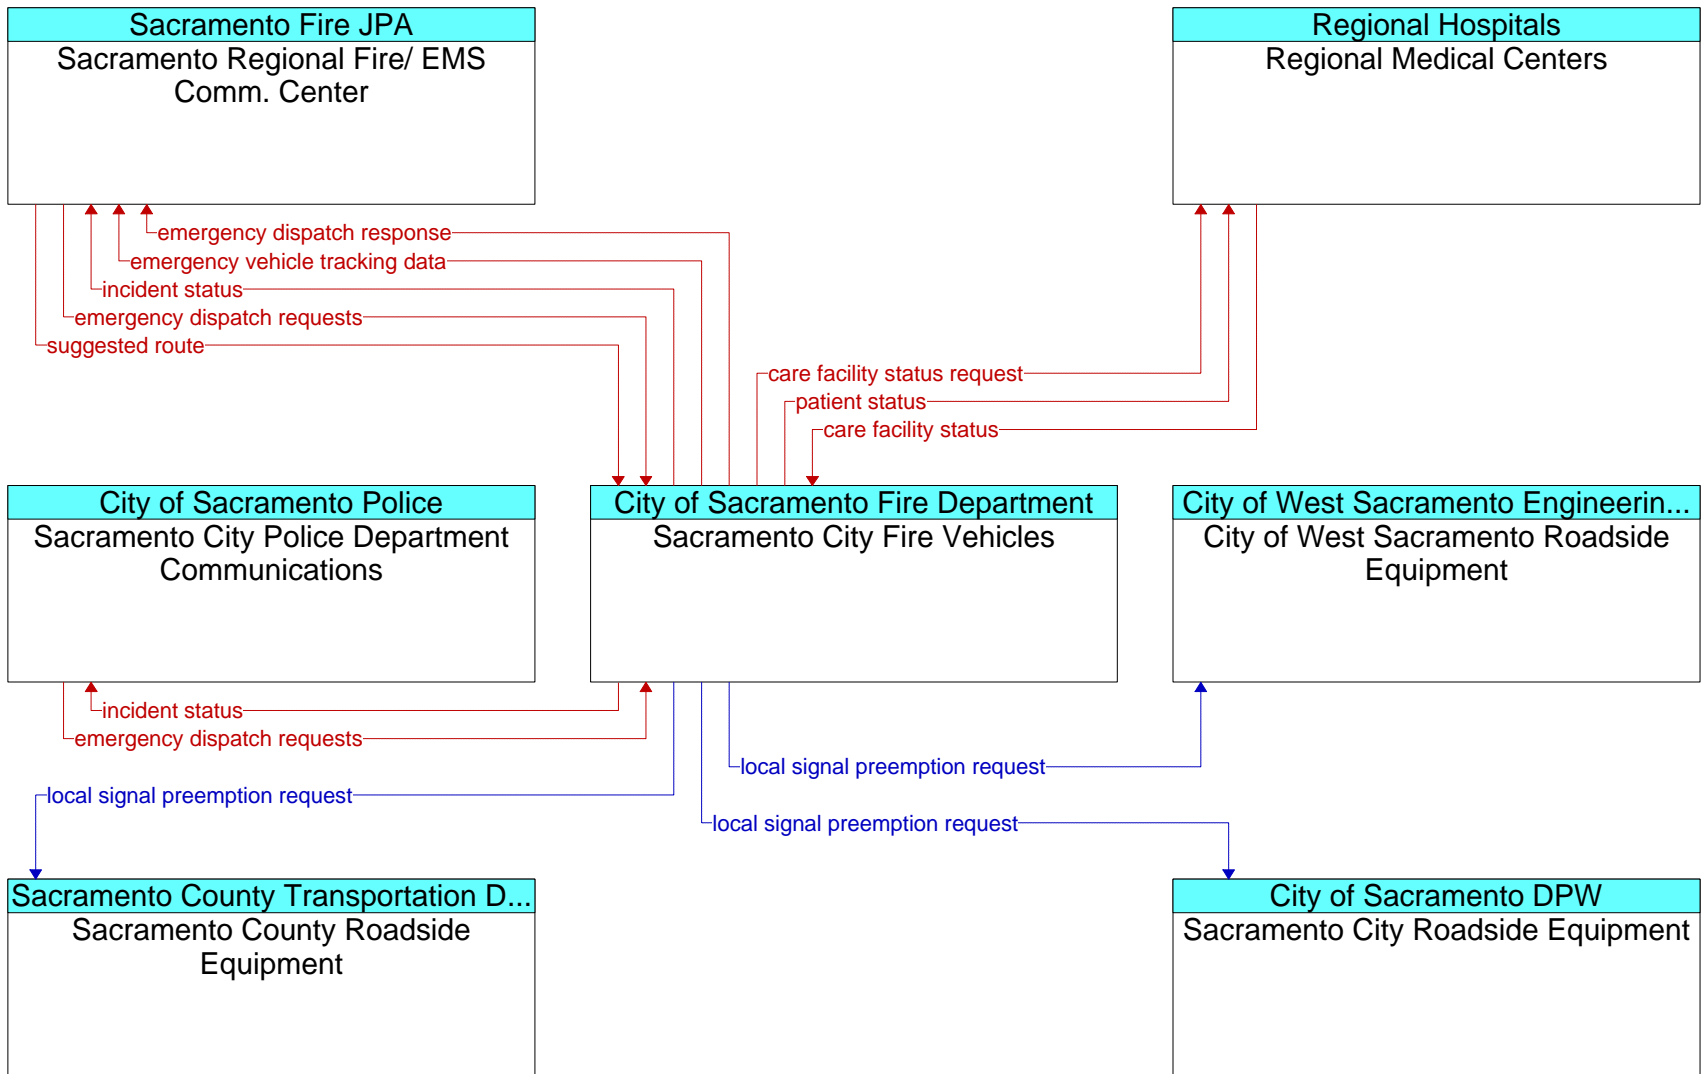 Sacramento Fire JPA
Sacramento Regional Fire/ EMS
Comm. Center
Regional Hospitals
Regional Medical Centers
emergency dispatch response
emergency vehicle tracking data
incident status
emergency dispatch requests
suggested route
care facility status request
patient status
care facility status
City of Sacramento Police
Sacramento City Police Department
Communications
City of Sacramento Fire Department
Sacramento City Fire Vehicles
City of West Sacramento Engineerin...
City of West Sacramento Roadside
Equipment
incident status
emergency dispatch requests
local signal preemption request
local signal preemption request
local signal preemption request
Sacramento County Transportation D...
Sacramento County Roadside
Equipment
City of Sacramento DPW
Sacramento City Roadside Equipment